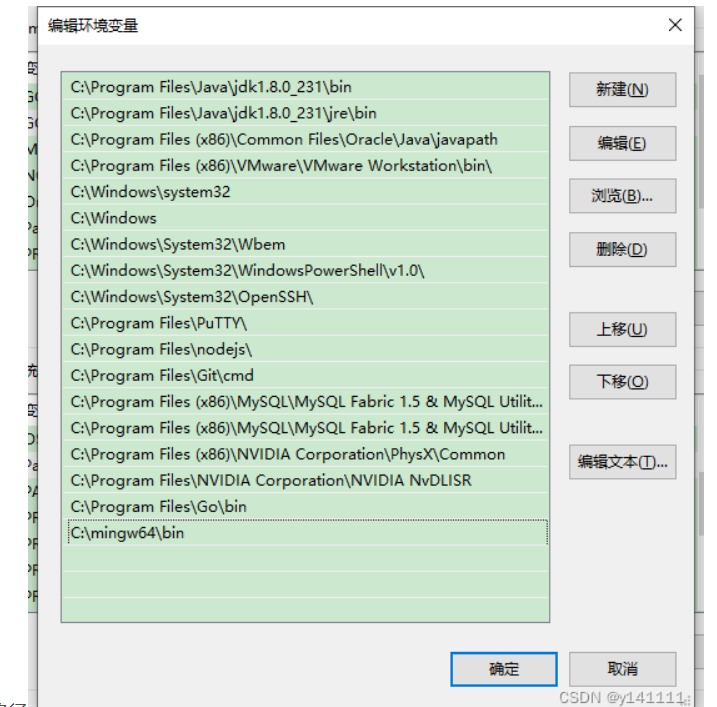 编辑环境变量
C:\Program Files\Java\jdk1.8.0_231\bin
C:\Program Files\Java\jdk1.8.0_231\jre\bin
C:\Program Files (x86)\Common Files\Oracle\Java\javapath
C:\Program Files (x86)\VMware\VMware Workstation\bin\
C:\Windows\system32
C:\Windows
C:\Windows\System32\Wbem
C:\Windows\System32\WindowsPowerShell\v1.0\
C:\Windows\System32\OpenSSH\
C:\Program Files\PuTTY\
C:\Program Files\nodejs\
C:\Program Files\Git\cmd
C:\Program Files (x86)\MySQL\MySQL Fabric 1.5 & MySQL Utilit...
C:\Program Files (x86)\MySQL\MySQL Fabric 1.5 & MySQL Utilit...
C:\Program Files (x86)\NVIDIA Corporation\PhysX\Common
C:\Program Files\NVIDIA Corporation\NVIDIA NvDLISR
C:\Program Files\Go\bin
C:\mingw64\bin
新建(N)
编辑(E)
浏览(B)...
删除(D)
上移(U)
下移(O)
编辑文本(T)...
确定
取消
CSDN @y141111